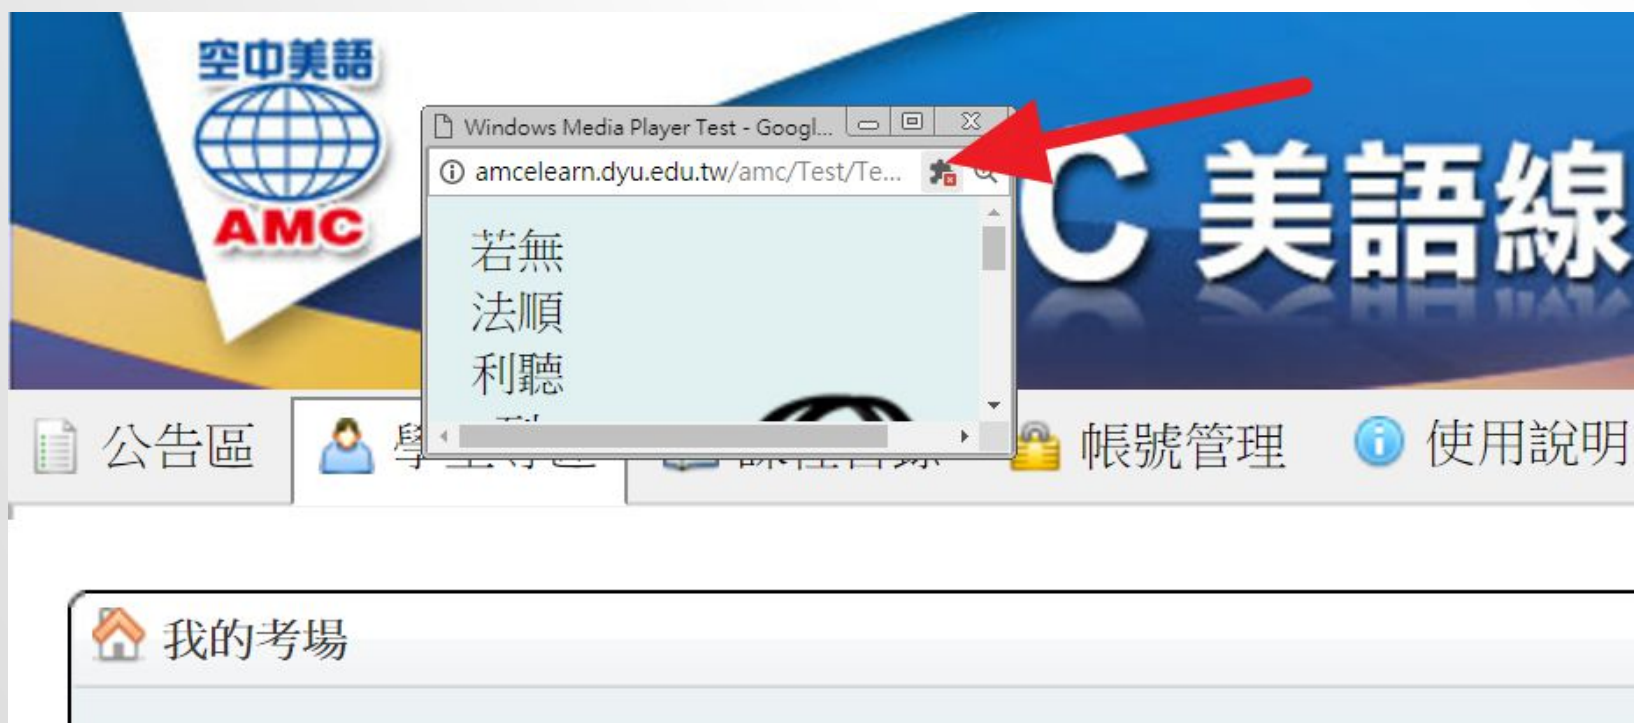 空中美語
AMC
Windows Media Player Test - Googl...
amcelearn.dyu.edu.tw/amc/Test/Te...
若無
法順
利聽
C 美語線
公告區
帳號管理
使用說明
我的考場